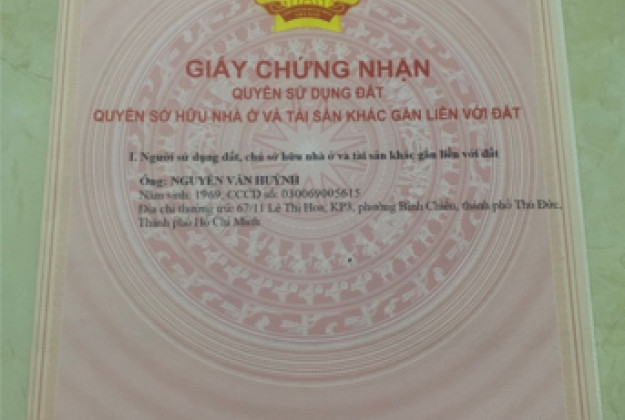 GIẤY CHỨNG NHẬN
QUYỀN SỬ DỤNG ĐẤT
QUYỀN SỞ HỮU NHÀ Ở VÀ TÀI SẢN KHÁC GẮN LIỀN VỚI ĐẤT
I. Người sử dụng đất, chủ sở hữu nhà ở và tài sản khác gắn liền với đất
Ông: NGUYỄN VĂN HUỲNH
Năm sinh: 1969, CCCD số: 030069005615
Địa chỉ thường trú: 67/11 Lê Thị Hoa, KP3, phường Bình Chiểu, thành phố Thủ Đức,
Thành phố Hồ Chí Minh.